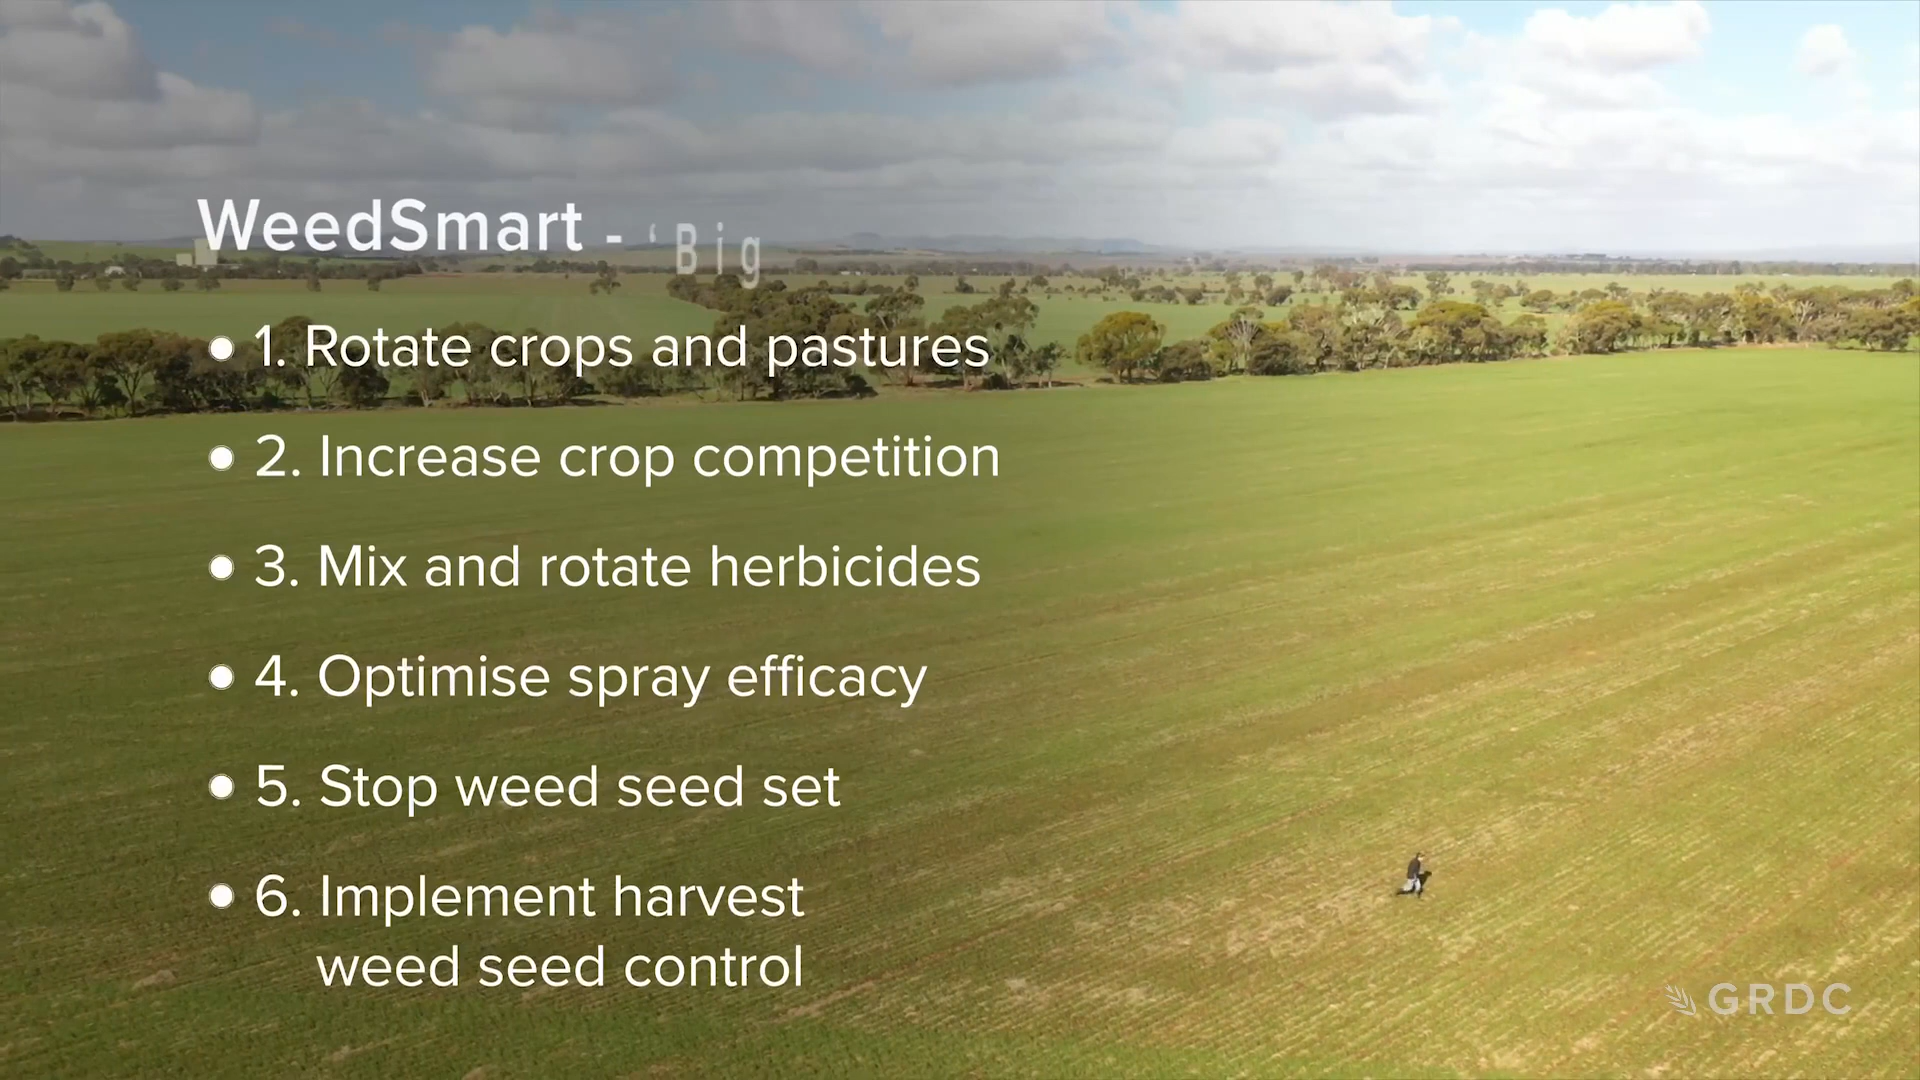 WeedSmart - ‘Big
• 1. Rotate crops and pastures
• 2. Increase crop competition
• 3. Mix and rotate herbicides
• 4. Optimise spray efficacy
• 5. Stop weed seed set
• 6. Implement harvest
weed seed control
GRDC